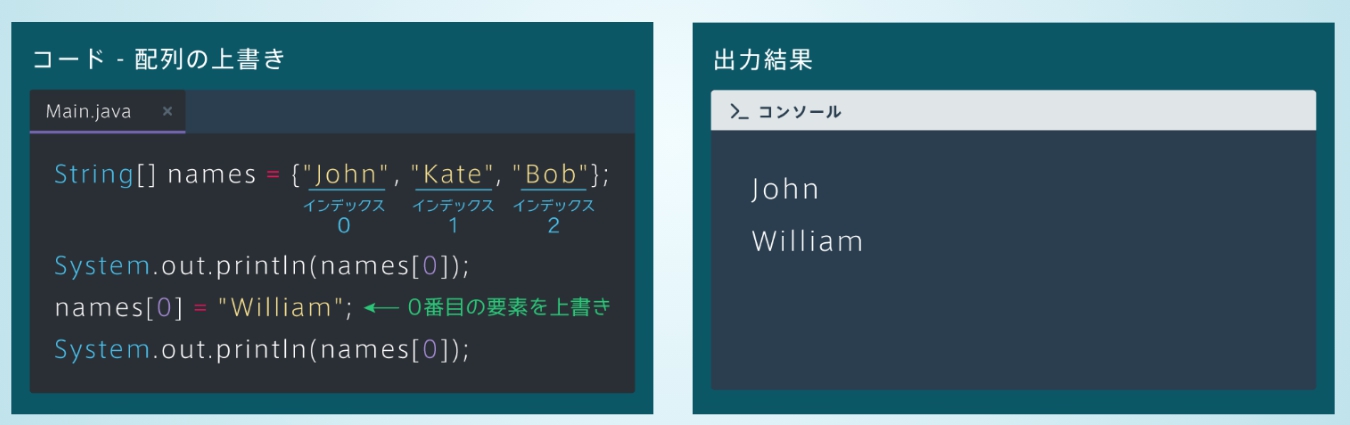 コード - 配列の上書き
Main.java ×
String[] names = {"John", "Kate", "Bob"};
インデックス インデックス インデックス
0 1 2
System.out.println(names[0]);
names[0] = "William"; ← 0番目の要素を上書き
System.out.println(names[0]);
出力結果
>_ コンソール
John
William